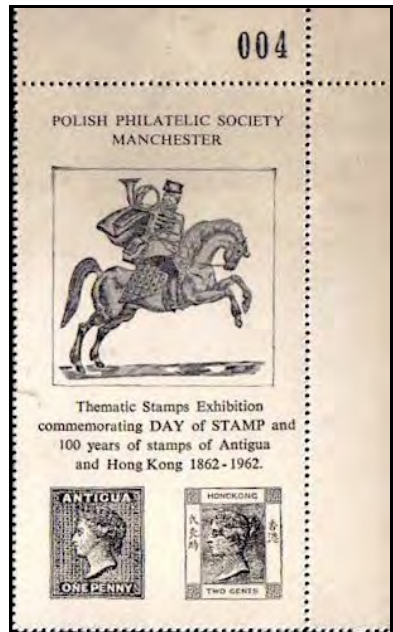 004
POLISH PHILATELIC SOCIETY
MANCHESTER
Thematic Stamps Exhibition
commemorating DAY of STAMP and
100 years of stamps of Antigua
and Hong Kong 1862-1962.
ANTIGUA
ONE PENNY
HONGKONG
香港
TWO CENTS